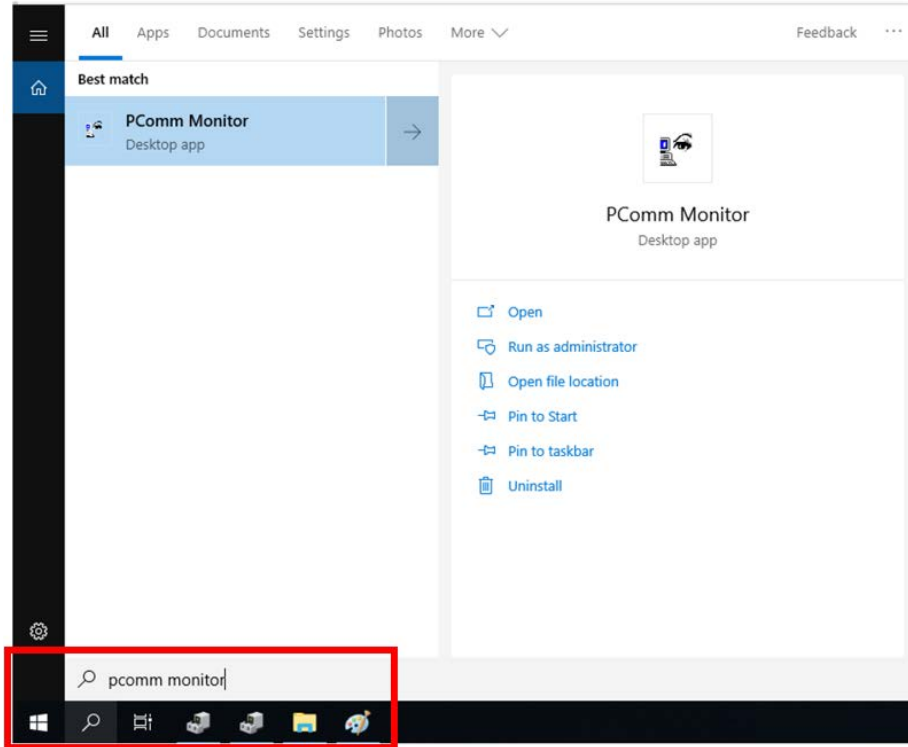 All Apps Documents Settings Photos More Feedback ...
Best match
PComm Monitor
Desktop app
PComm Monitor
Desktop app
Open
Run as administrator
Open file location
Pin to Start
Pin to taskbar
Uninstall
pcomm monitor